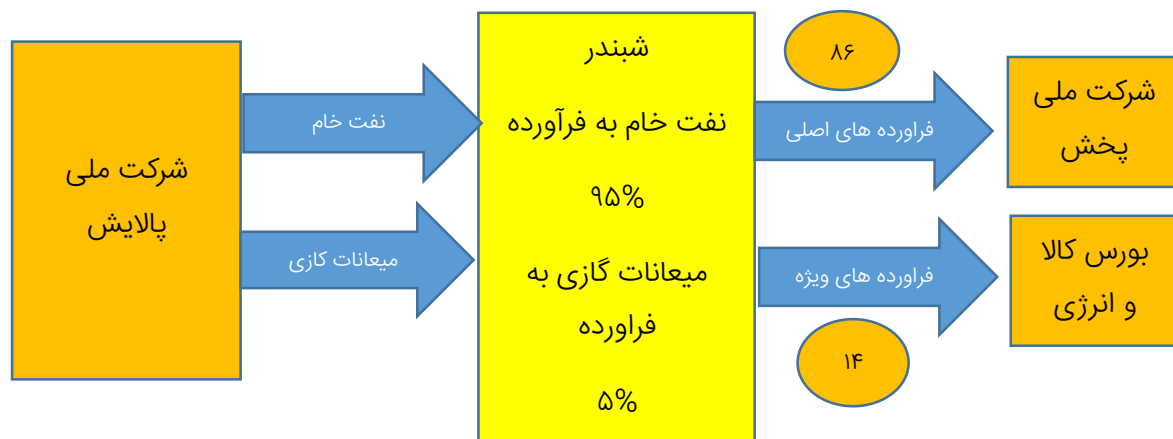 شرکت ملی
پالایش
نفت خام
میعانات کازی
شبندر
نفت خام به فرآورده
۹۵%
میعانات گازی به
فراورده
۵%
۸۶
فراورده های اصلی
فراورده های ویژه
۱۴
شرکت ملی
پخش
بورس کالا
و انرژی